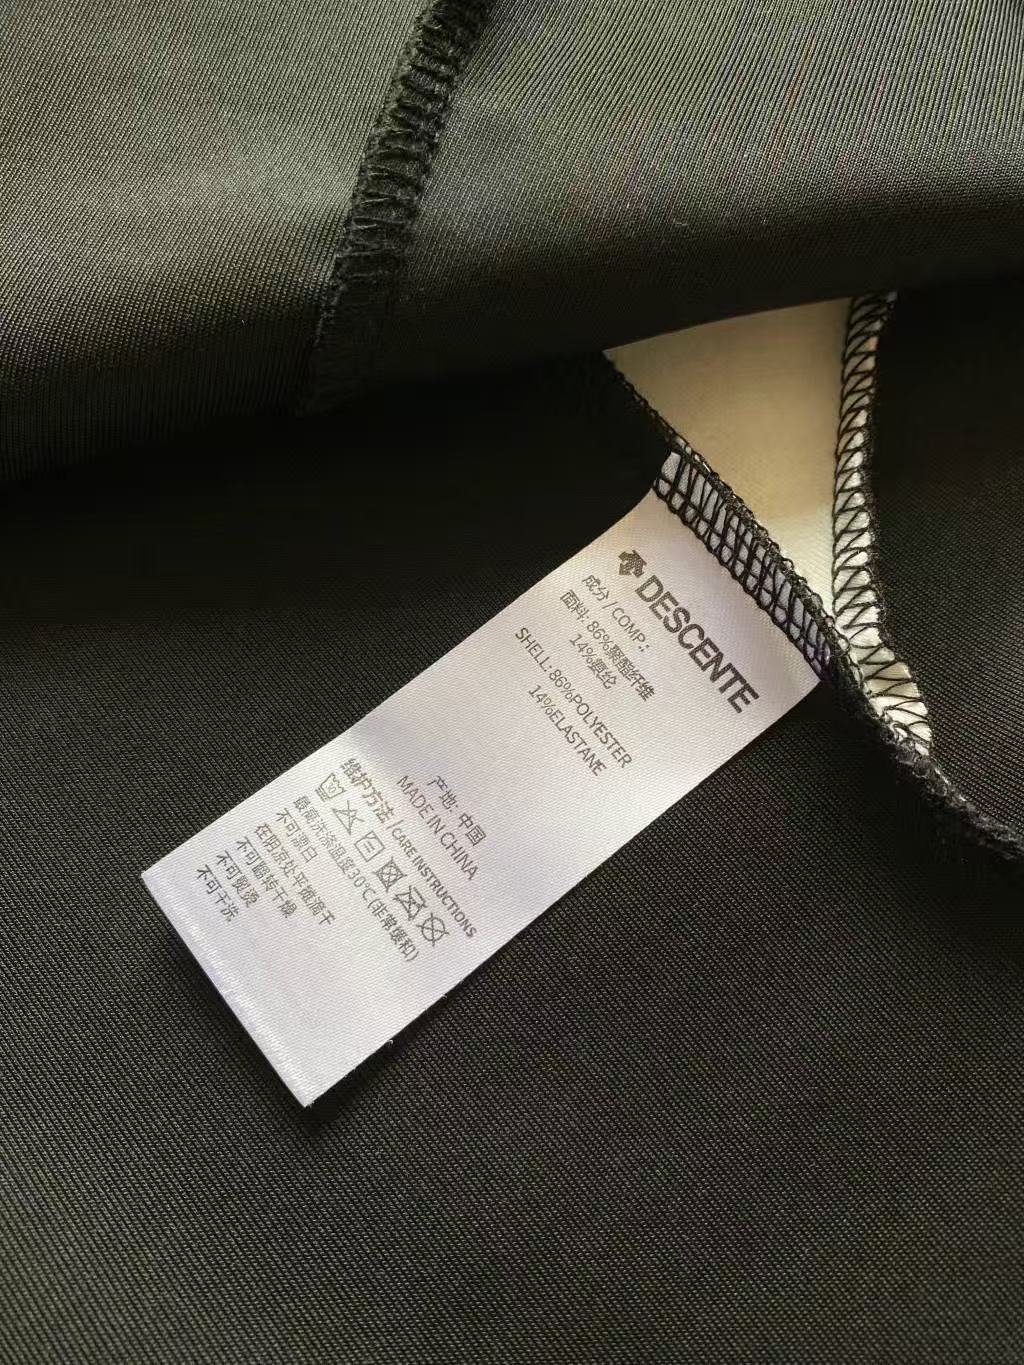 DESCENTE
成分/COMP.:
面料: 86%聚酯纤维
14%氨纶
SHELL: 86%POLYESTER
14%ELASTANE
产地: 中国
MADE IN CHINA
维护方法/CARE INSTRUCTIONS
最高洗涤温度30℃(非常缓和)
不可漂白
在阴凉处平摊滴干
不可翻转干燥
不可熨烫
不可干洗